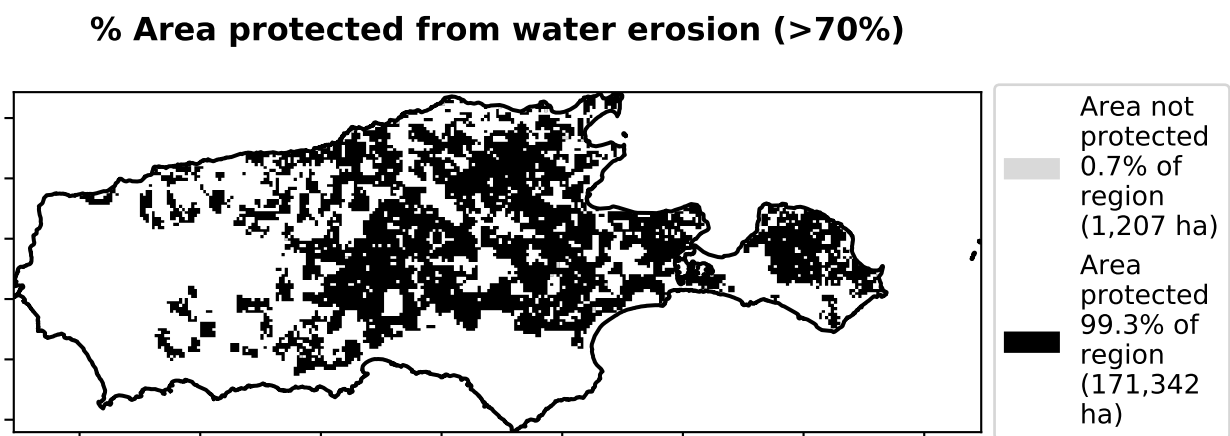 % Area protected from water erosion (>70%)
Area not
protected
0.7% of
region
(1,207 ha)
Area
protected
99.3% of
region
(171,342
ha)